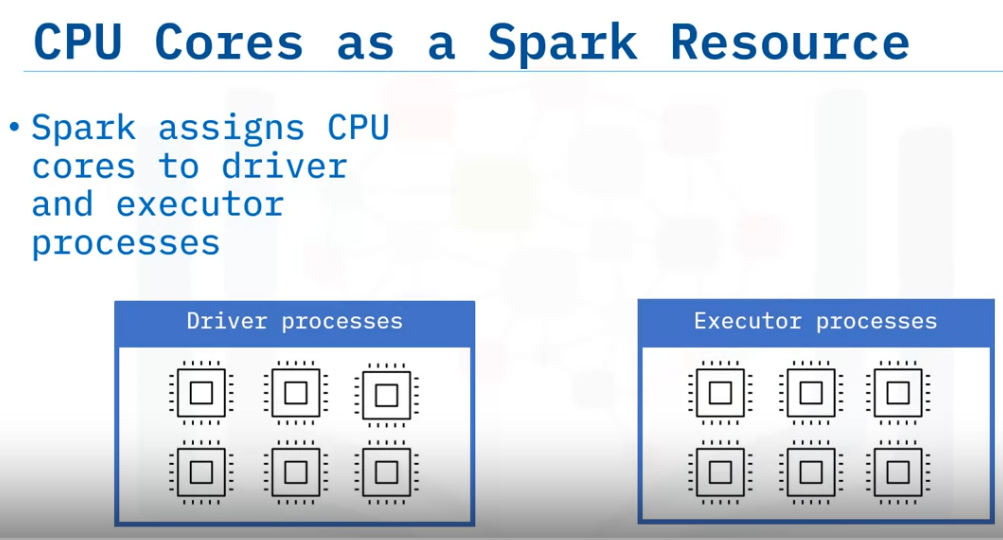 CPU Cores as a Spark Resource
• Spark assigns CPU
cores to driver
and executor
processes
Driver processes
Executor processes